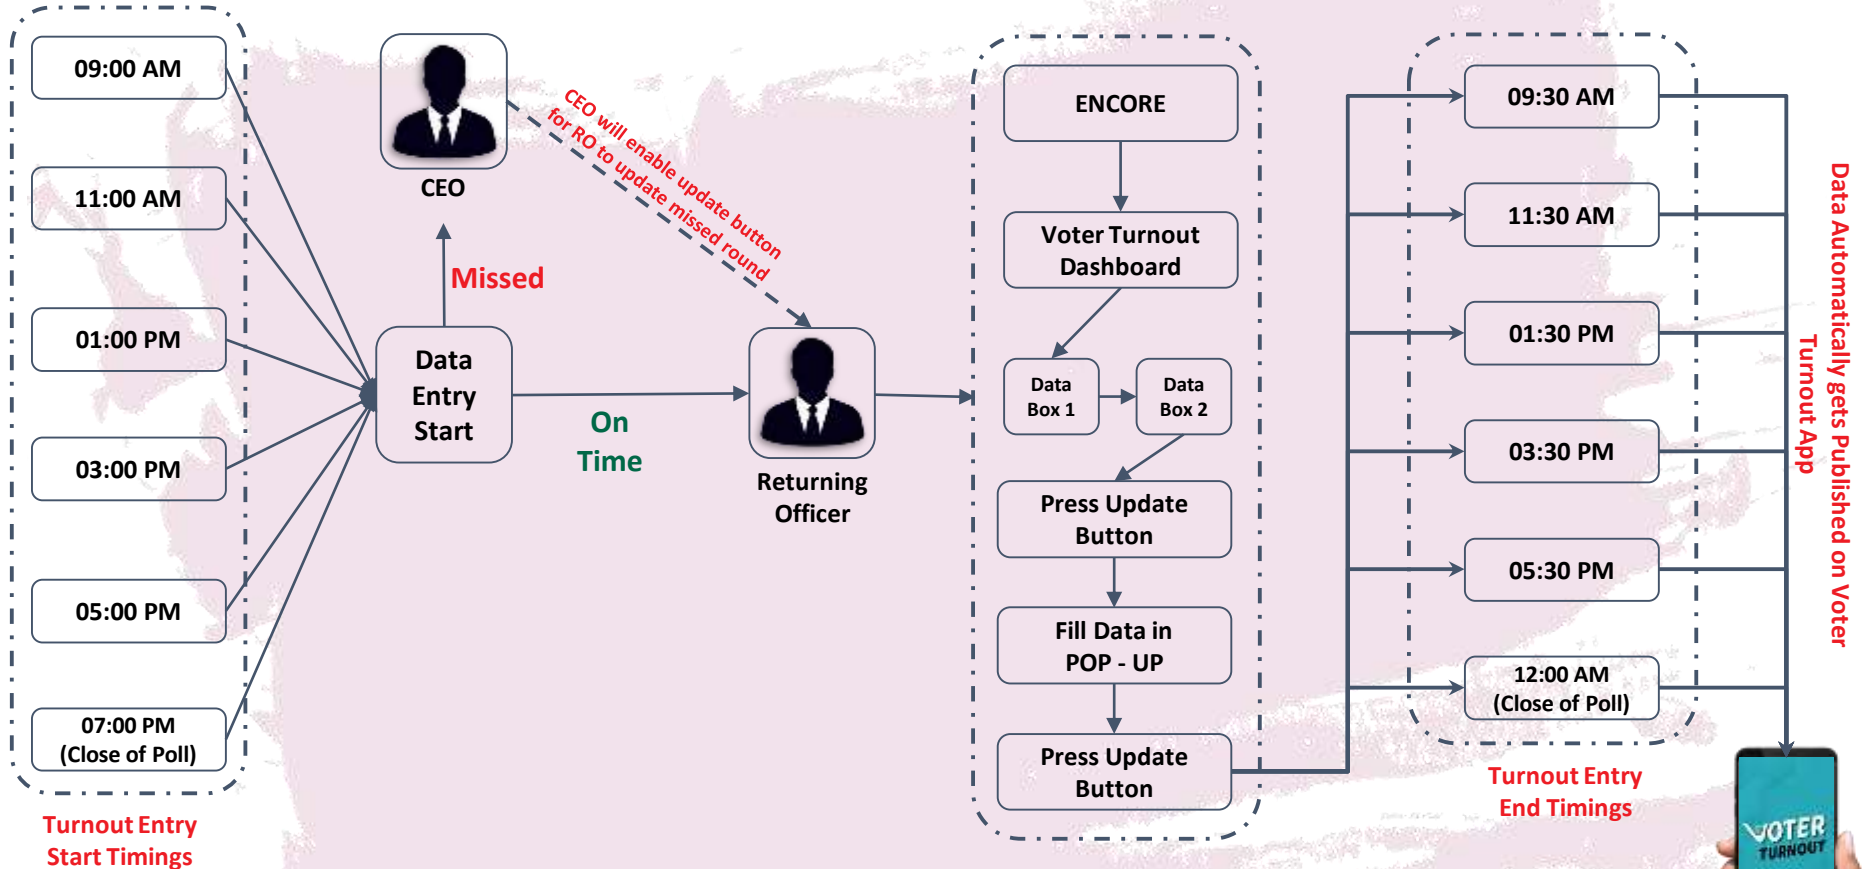 09:00 AM
11:00 AM
01:00 PM
03:00 PM
05:00 PM
07:00 PM
(Close of Poll)
Turnout Entry
Start Timings
CEO
Missed
CEO will enable update button
for RO to update missed round
Data
Entry
Start
On
Time
Returning
Officer
ENCORE
Voter Turnout
Dashboard
Data
Box 1
Data
Box 2
Press Update
Button
Fill Data in
POP - UP
Press Update
Button
09:30 AM
11:30 AM
01:30 PM
03:30 PM
05:30 PM
12:00 AM
(Close of Poll)
Turnout Entry
End Timings
Data Automatically gets Published on Voter
Turnout App
VOTER
TURNOUT